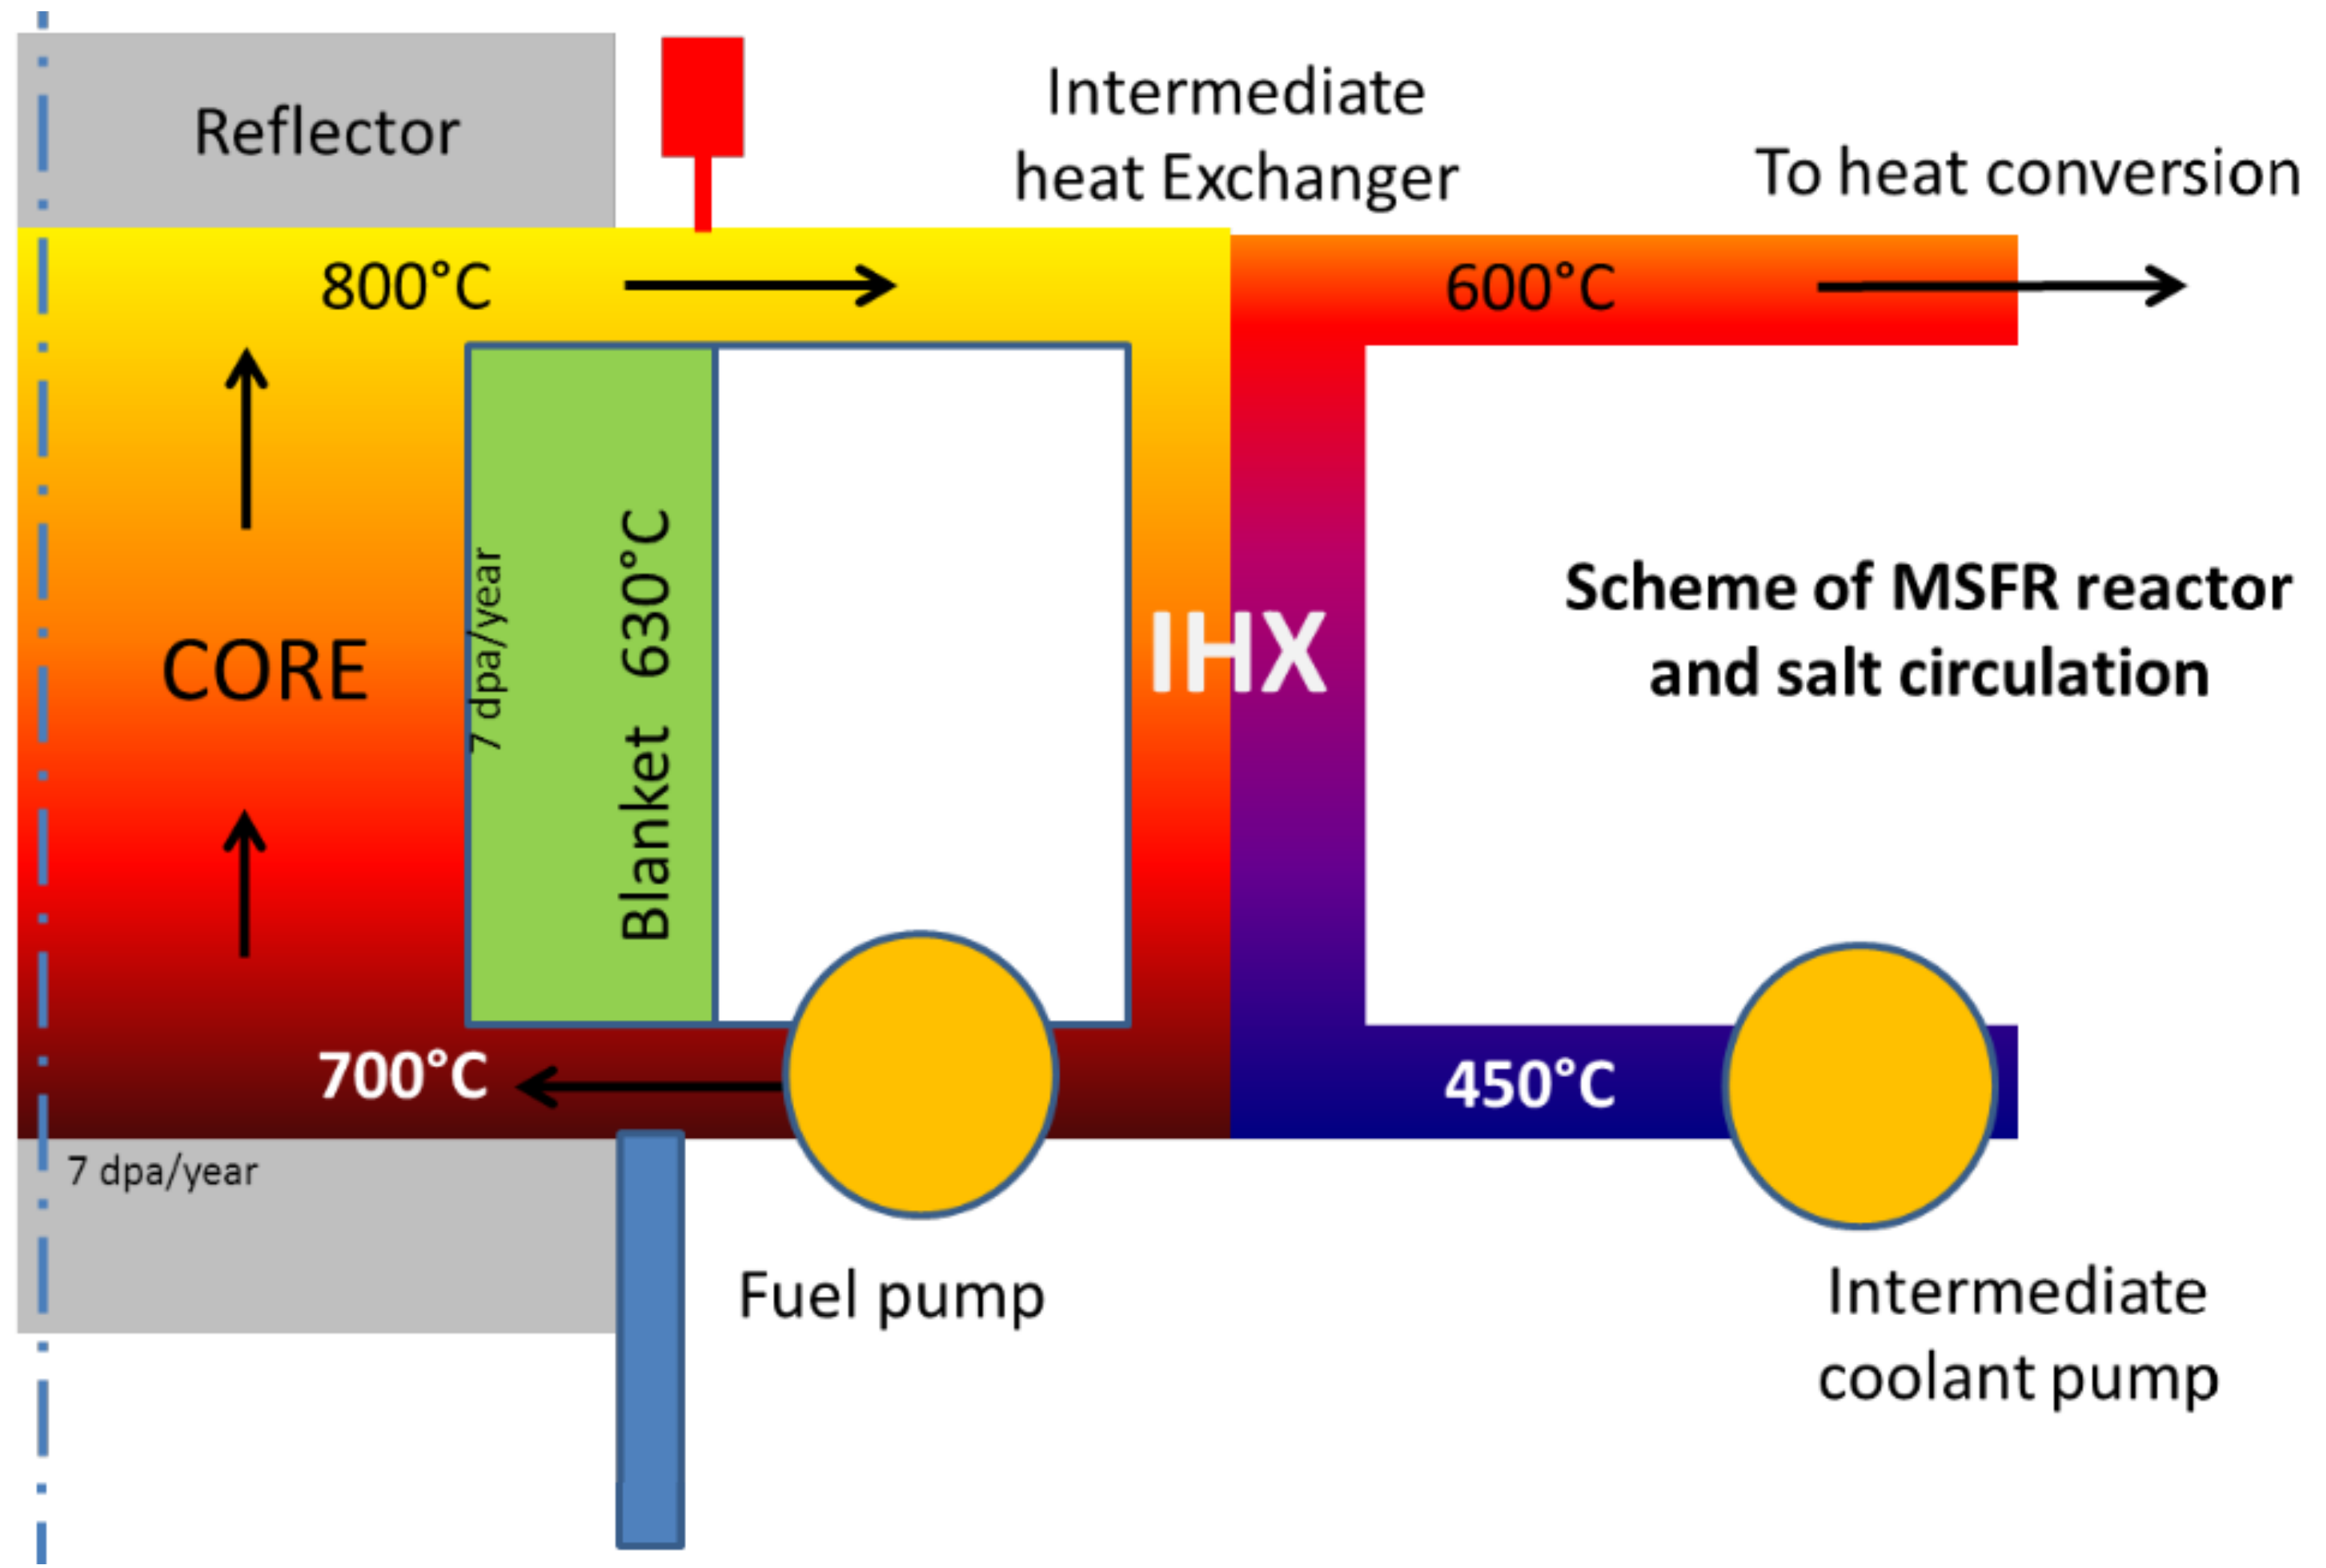 Reflector
Intermediate
heat Exchanger
To heat conversion
800°C
600°C
7 dpa/year
Blanket 630°C
CORE
IHX
Scheme of MSFR reactor
and salt circulation
700°C
450°C
7 dpa/year
Fuel pump
Intermediate
coolant pump